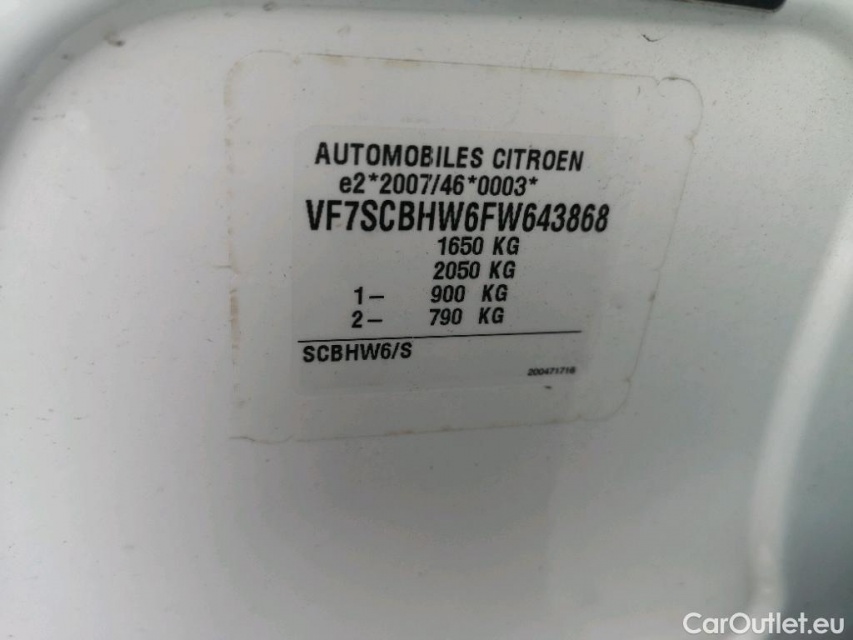 AUTOMOBILES CITROEN
e2*2007/46*0003*
VF7SCBHW6FW643868
1650 KG
2050 KG
1- 900 KG
2- 790 KG
SCBHW6/S
200471716
CarOutlet.eu